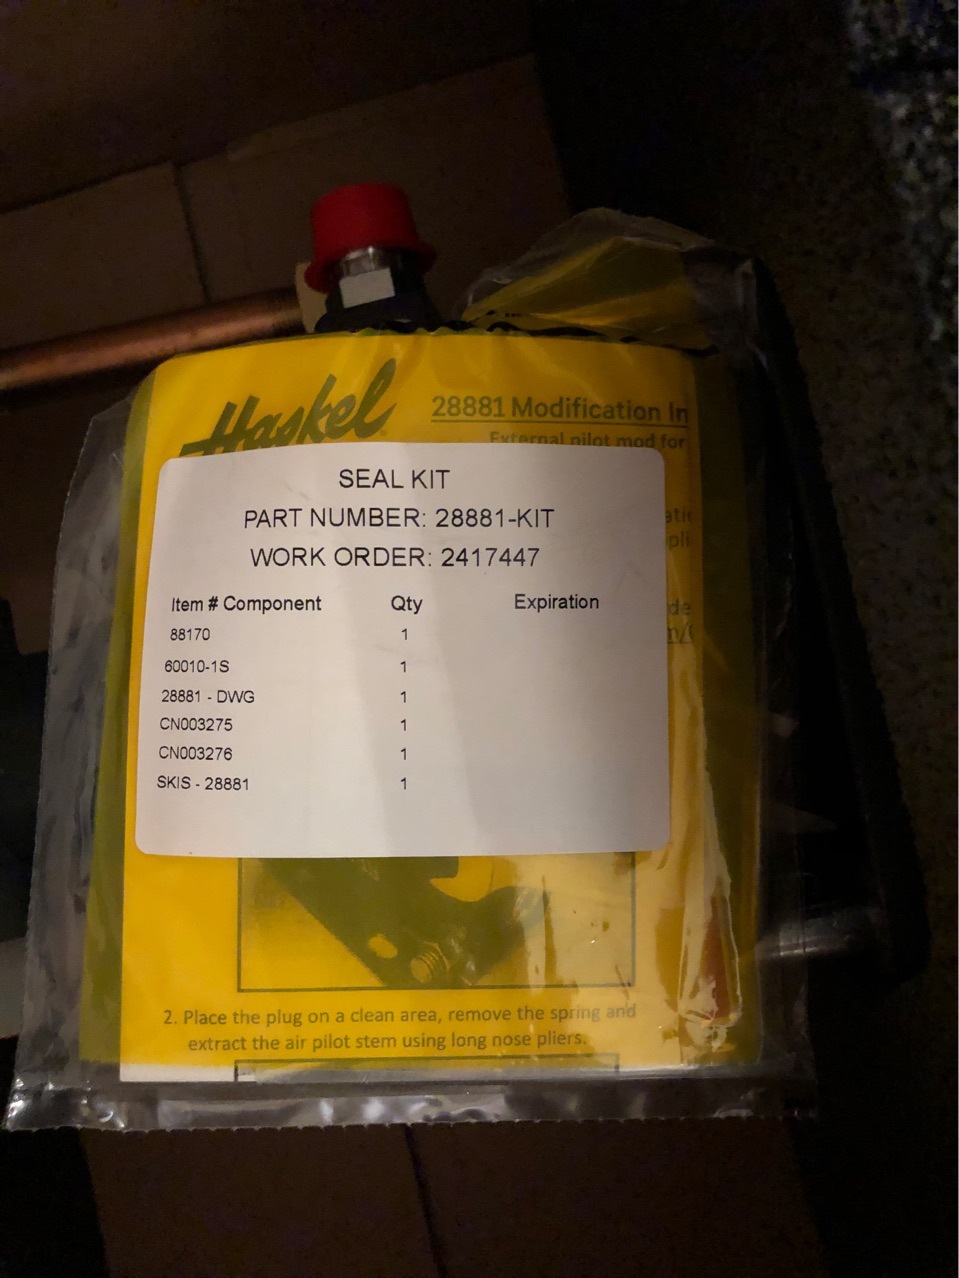 Haskel
28881 Modification In
External pilot mod for
SEAL KIT
PART NUMBER: 28881-KIT
WORK ORDER: 2417447
Item # Component Qty Expiration
88170 1
60010-1S 1
28881 - DWG 1
CN003275 1
CN003276 1
SKIS - 28881 1
2. Place the plug on a clean area, remove the spring and
extract the air pilot stem using long nose pliers.